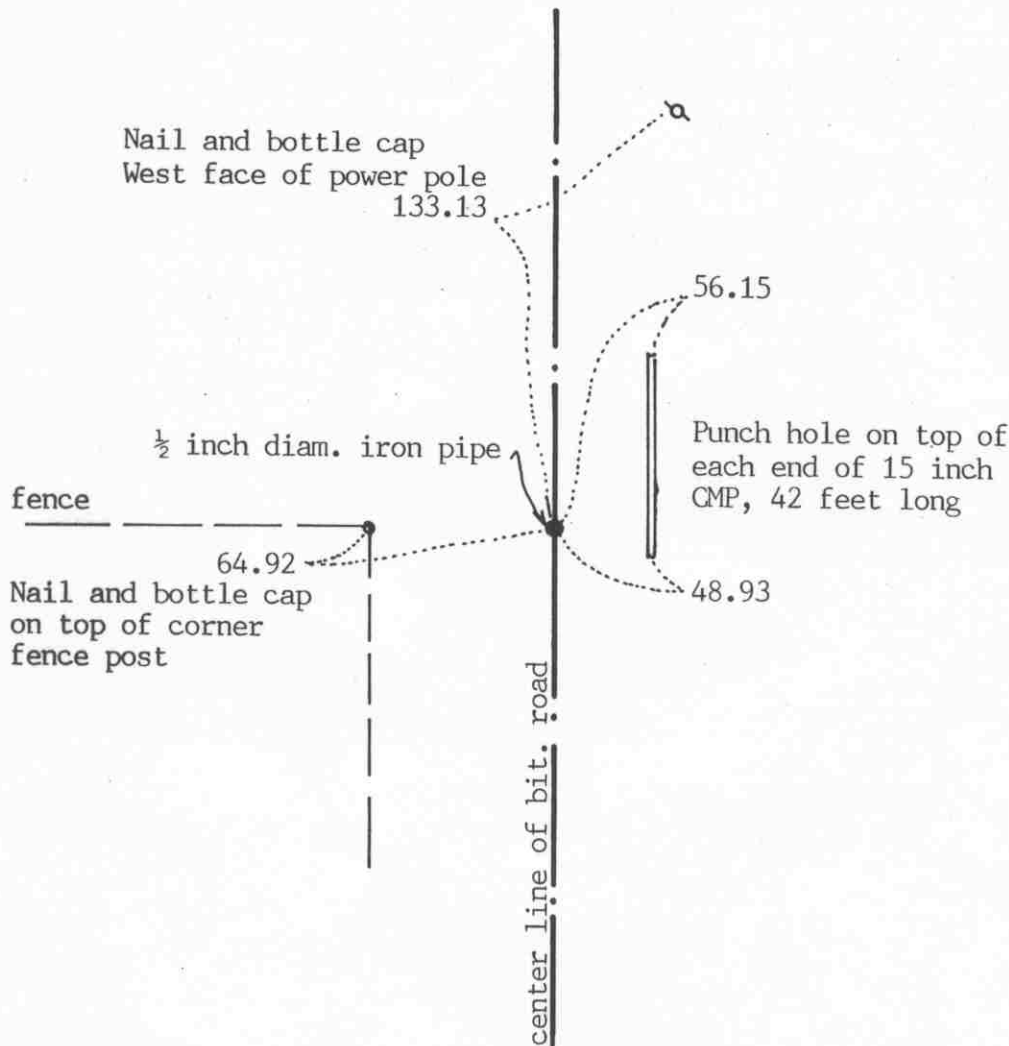 Nail and bottle cap
West face of power pole
133.13
56.15
½ inch diam. iron pipe
Punch hole on top of
each end of 15 inch
CMP, 42 feet long
fence
64.92
48.93
Nail and bottle cap
on top of corner
fence post
center line of bit. road